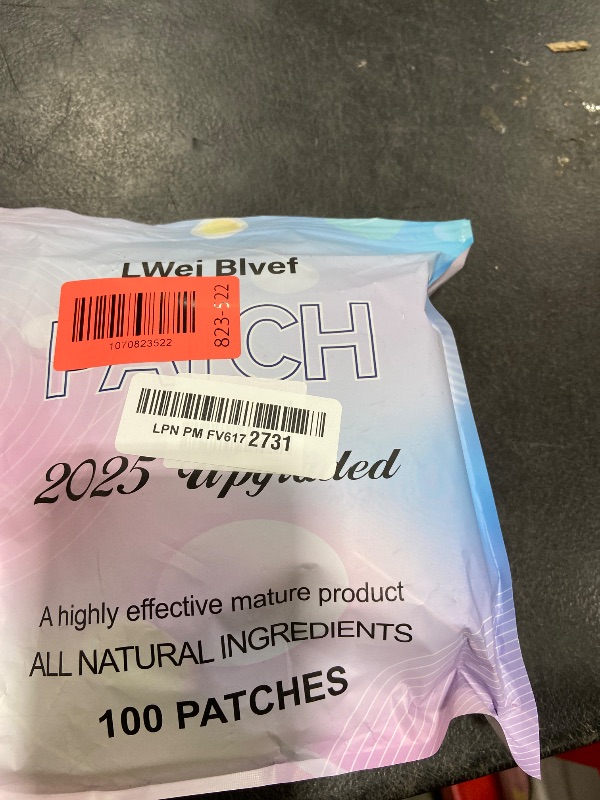 LWei Blvef
PATCH
1070823522
823-522
LPN PM FV617 2731
2025 Upgraded
A highly effective mature product
ALL NATURAL INGREDIENTS
100 PATCHES